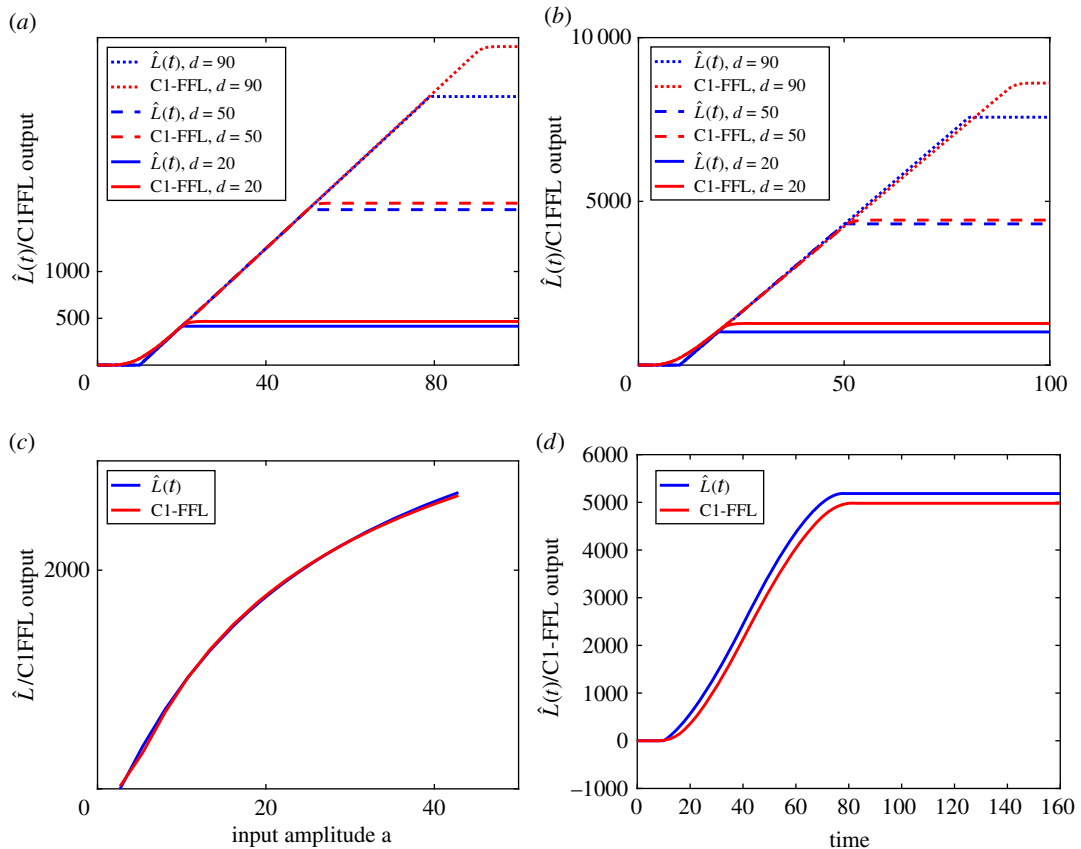 (a)
L̂(t), d = 90
C1-FFL, d = 90
L̂(t), d = 50
C1-FFL, d = 50
L̂(t), d = 20
C1-FFL, d = 20
L̂(t)/C1FFL output
1000
500
0
40
80
(b)
10 000
L̂(t), d = 90
C1-FFL, d = 90
L̂(t), d = 50
C1-FFL, d = 50
L̂(t), d = 20
C1-FFL, d = 20
L̂(t)/C1FFL output
5000
0
50
100
(c)
L̂(t)
C1-FFL
L̂/C1FFL output
2000
0
20
40
input amplitude a
(d)
6000
L̂(t)
C1-FFL
5000
4000
3000
2000
1000
0
–1000
L̂(t)/C1-FFL output
0 20 40 60 80 100 120 140 160
time